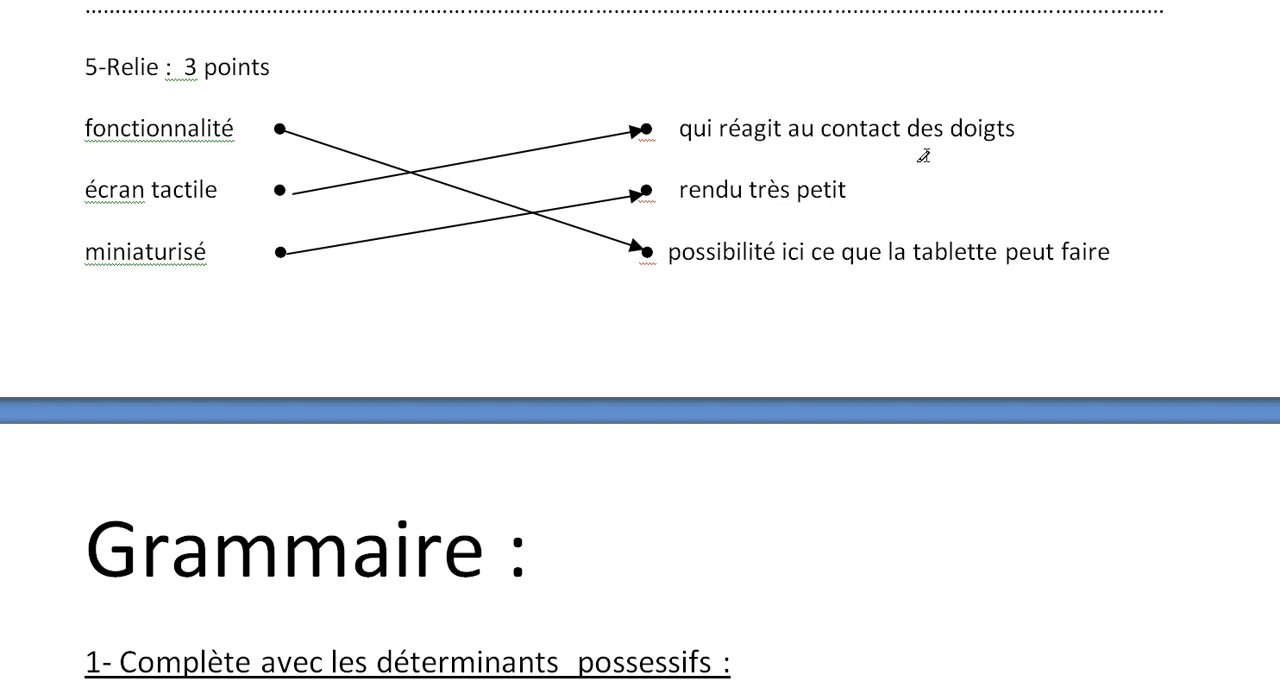 5-Relie :  3 points
fonctionnalité qui réagit au contact des doigts
écran tactile rendu très petit
miniaturisé possibilité ici ce que la tablette peut faire
Grammaire :
1- Complète avec les déterminants  possessifs :